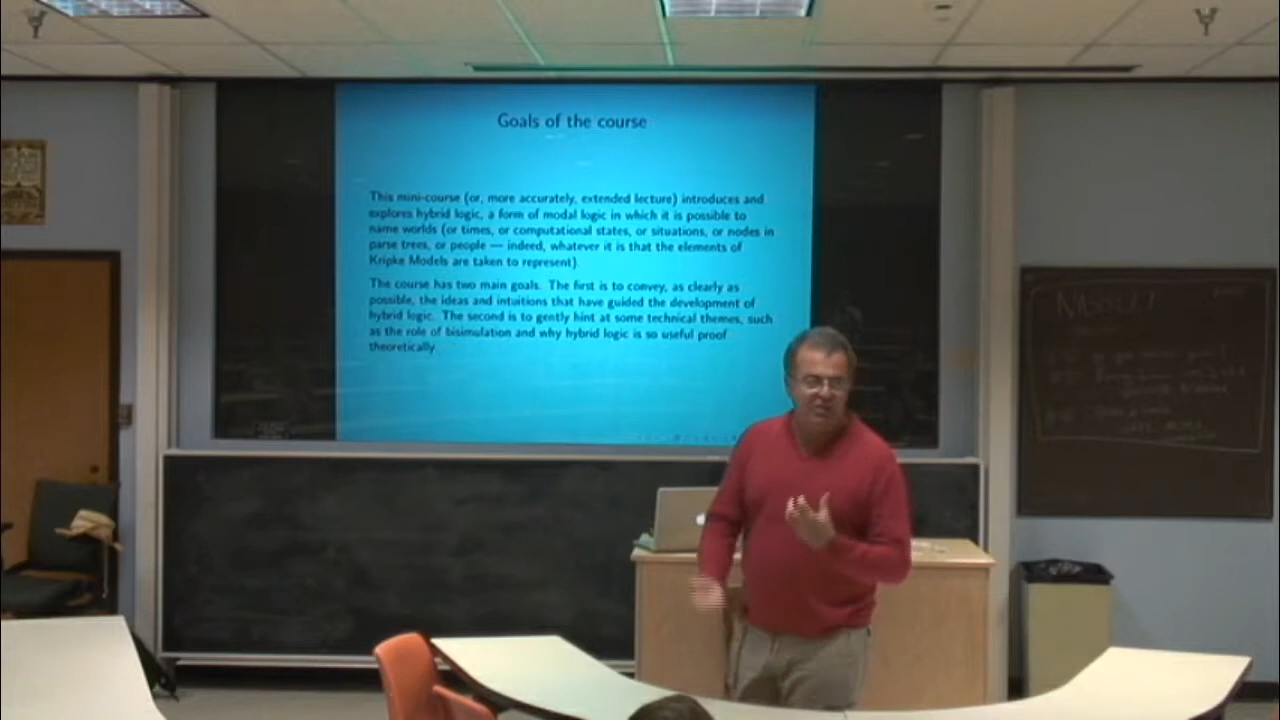 Goals of the course
This mini-course (or, more accurately, extended lecture) introduces and
explores hybrid logic, a form of modal logic in which it is possible to
name worlds (or times, or computational states, or situations, or nodes in
parse trees, or people — indeed, whatever it is that the elements of
Kripke Models are taken to represent).
The course has two main goals. The first is to convey, as clearly as
possible, the ideas and intuitions that have guided the development of
hybrid logic. The second is to gently hint at some technical themes, such
as the role of bisimulation and why hybrid logic is so useful proof
theoretically.